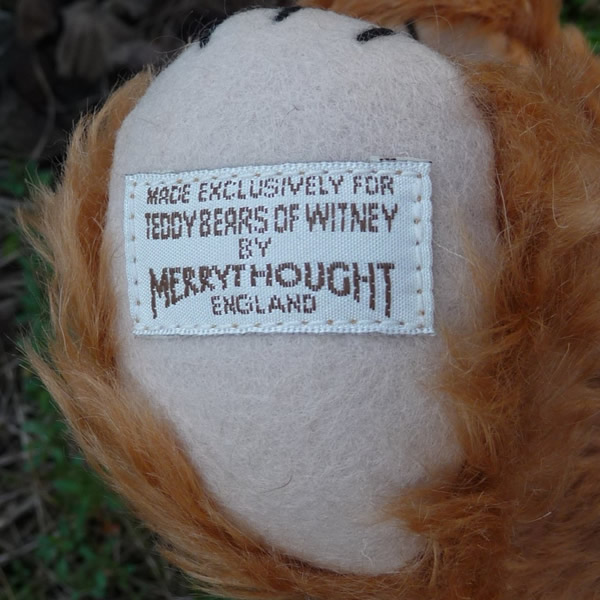 MADE EXCLUSIVELY FOR
TEDDY BEARS OF WITNEY
BY
MERRYTHOUGHT
ENGLAND